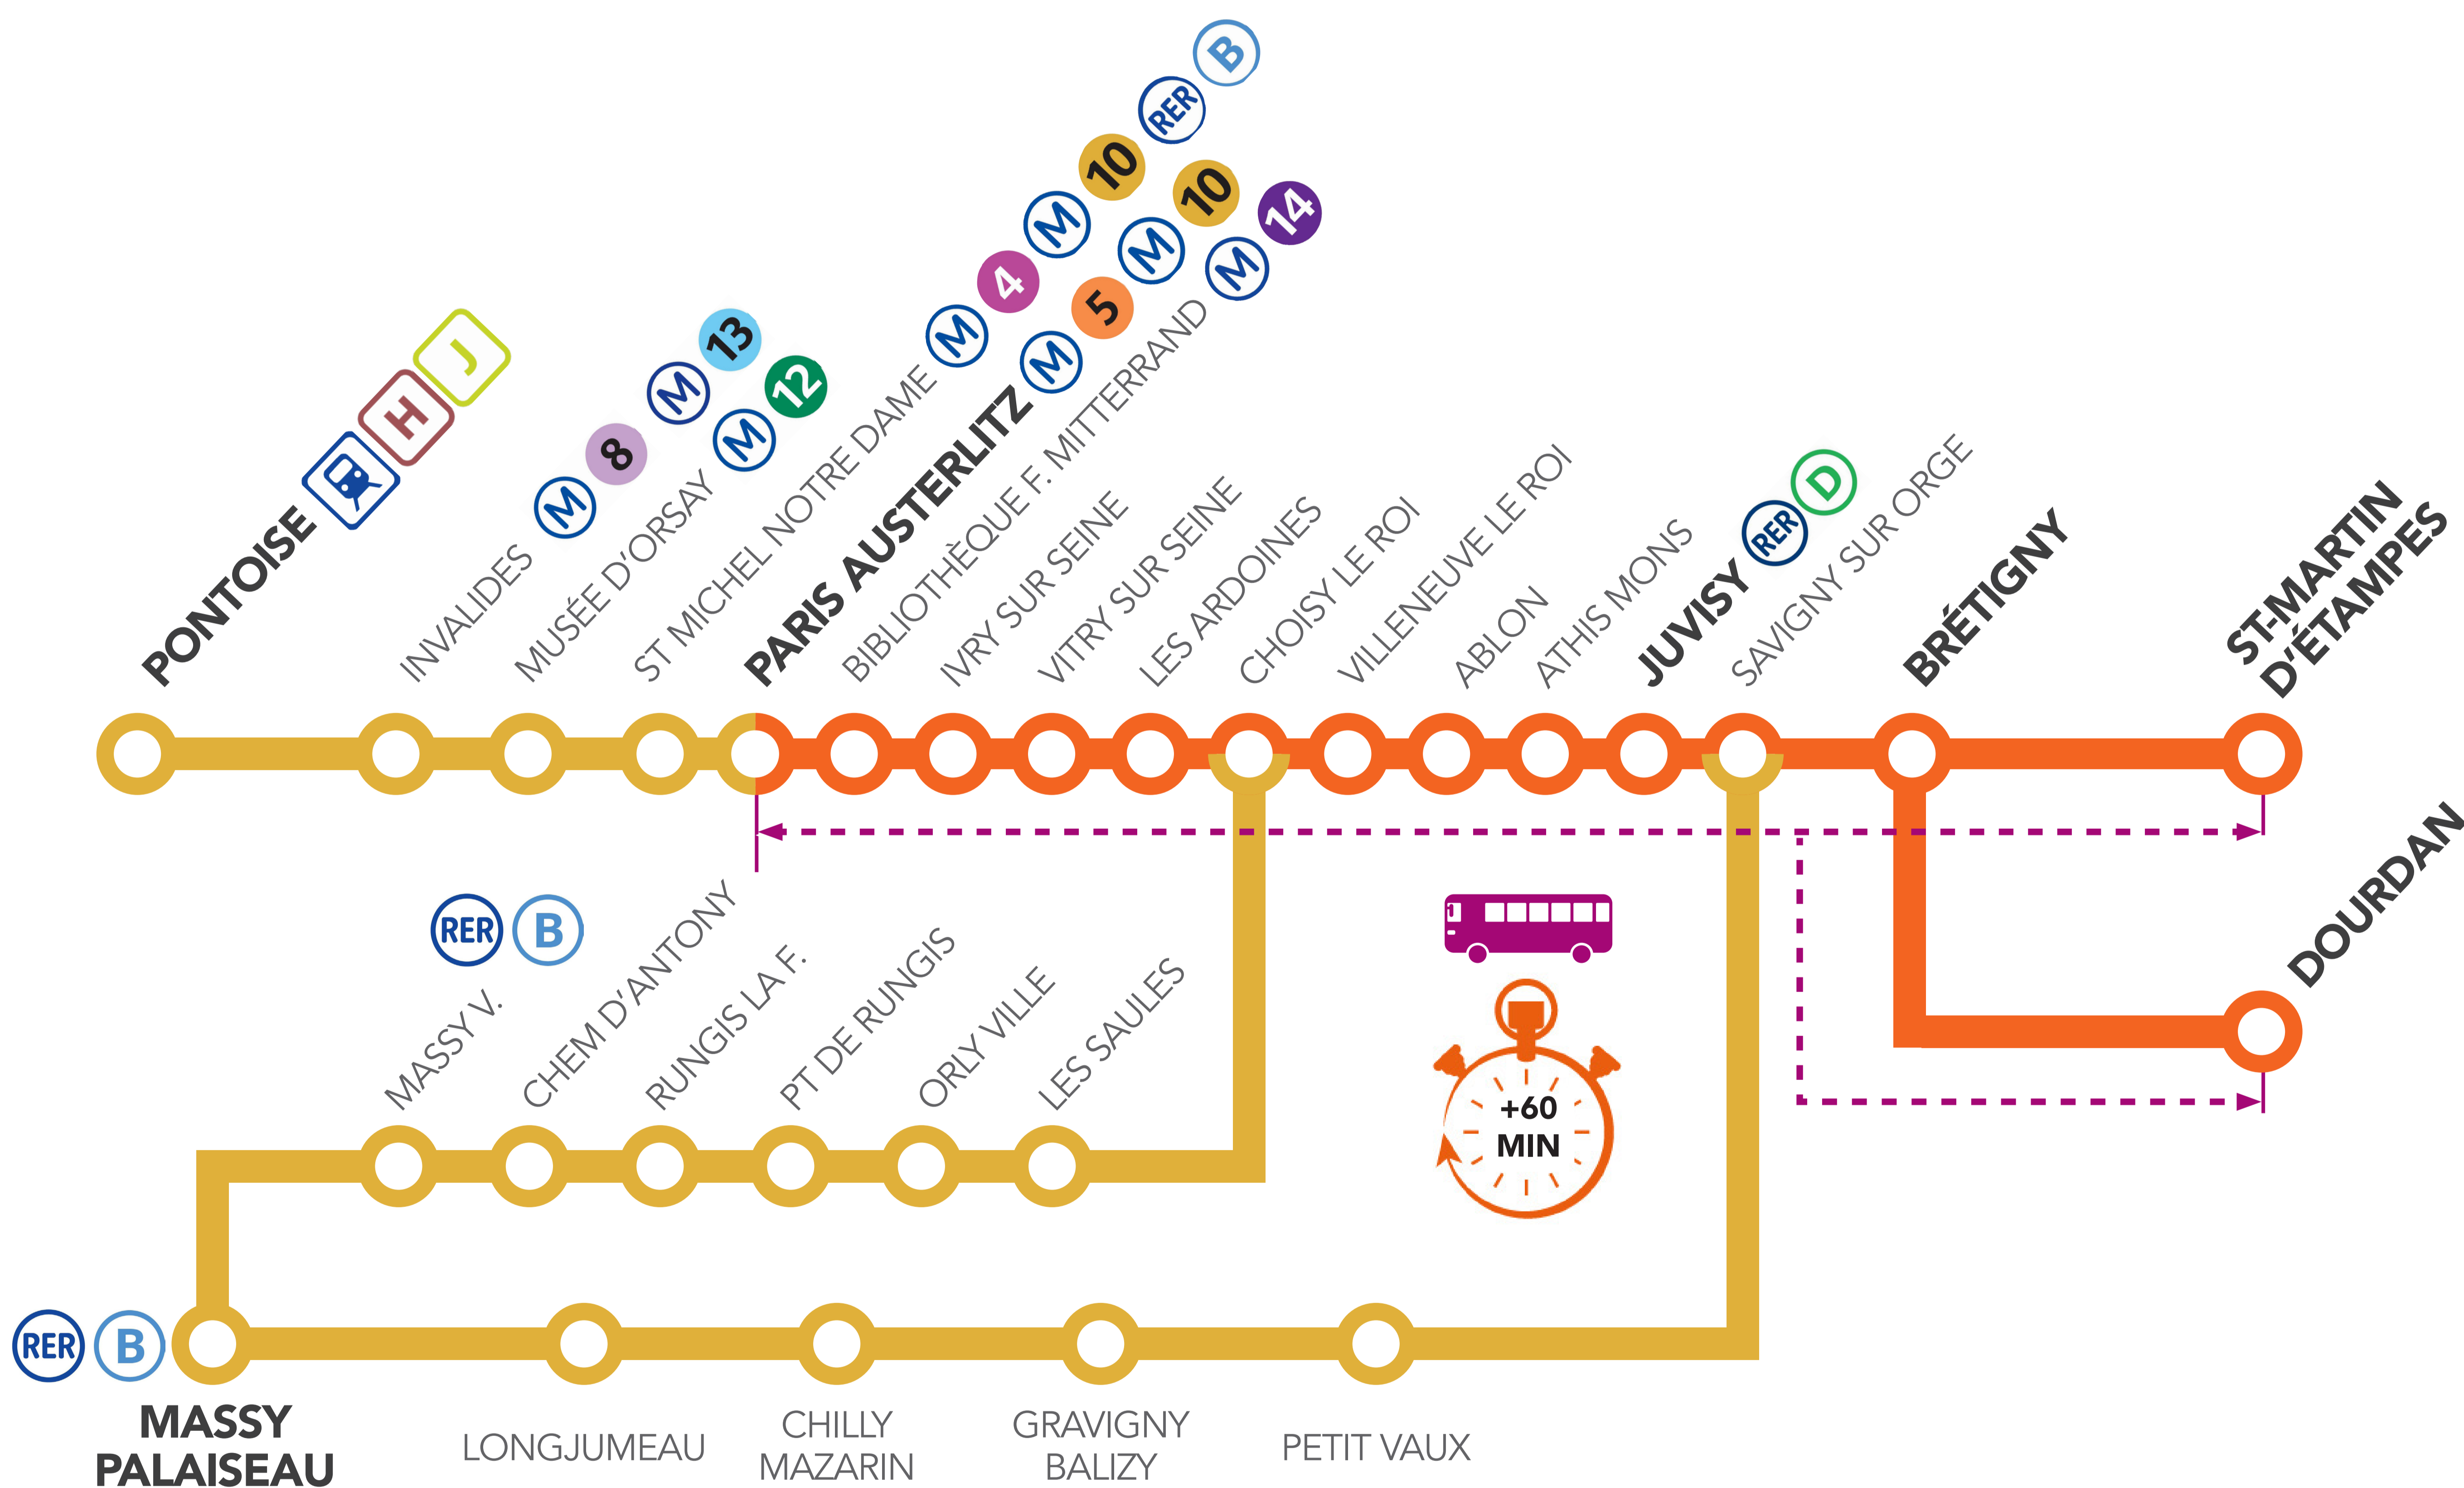 PONTOISE
H
J
INVALIDES
M
8
M
13
MUSÉE D'ORSAY
M
12
ST MICHEL NOTRE DAME
M
4
M
10
RER
B
PARIS AUSTERLITZ
M
5
M
10
BIBLIOTHÈQUE F. MITTERRAND
M
14
IVRY SUR SEINE
VITRY SUR SEINE
LES ARDOINES
CHOISY LE ROI
VILLENEUVE LE ROI
ABLON
ATHIS MONS
JUVISY
RER
D
SAVIGNY SUR ORGE
BRÉTIGNY
ST-MARTIN
D'ÉTAMPES
DOURDAN
MASSY V.
RER
B
CHEM D'ANTONY
RUNGIS LA F.
PT DE RUNGIS
ORLY VILLE
LES SAULES
+60
MIN
RER
B
MASSY
PALAISEAU
LONGJUMEAU
CHILLY
MAZARIN
GRAVIGNY
BALIZY
PETIT VAUX